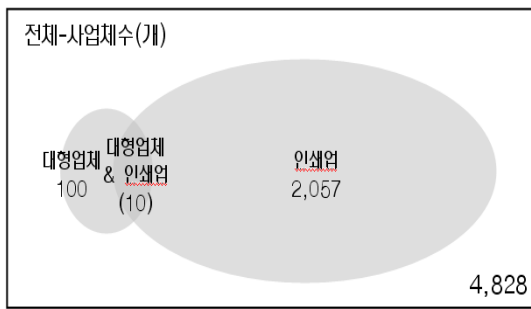 전체-사업체수(개)
대형업체
100
대형업체
& 인쇄업
(10)
인쇄업
2,057
4,828